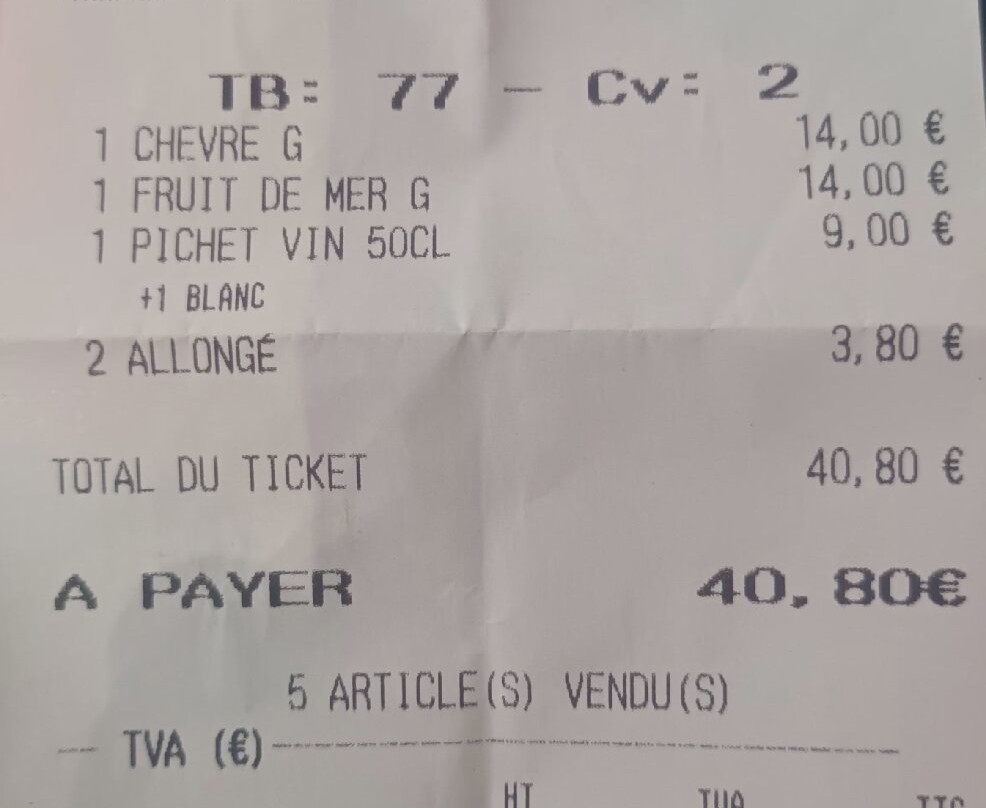 TB: 77 - Cv: 2
1 CHEVRE G 14,00 €
1 FRUIT DE MER G 14,00 €
1 PICHET VIN 50CL 9,00 €
+1 BLANC
2 ALLONGÉ 3,80 €
TOTAL DU TICKET 40,80 €
A PAYER 40,80€
5 ARTICLE(S) VENDU(S)
-- TVA (€)--------------------
HT TVA TTC